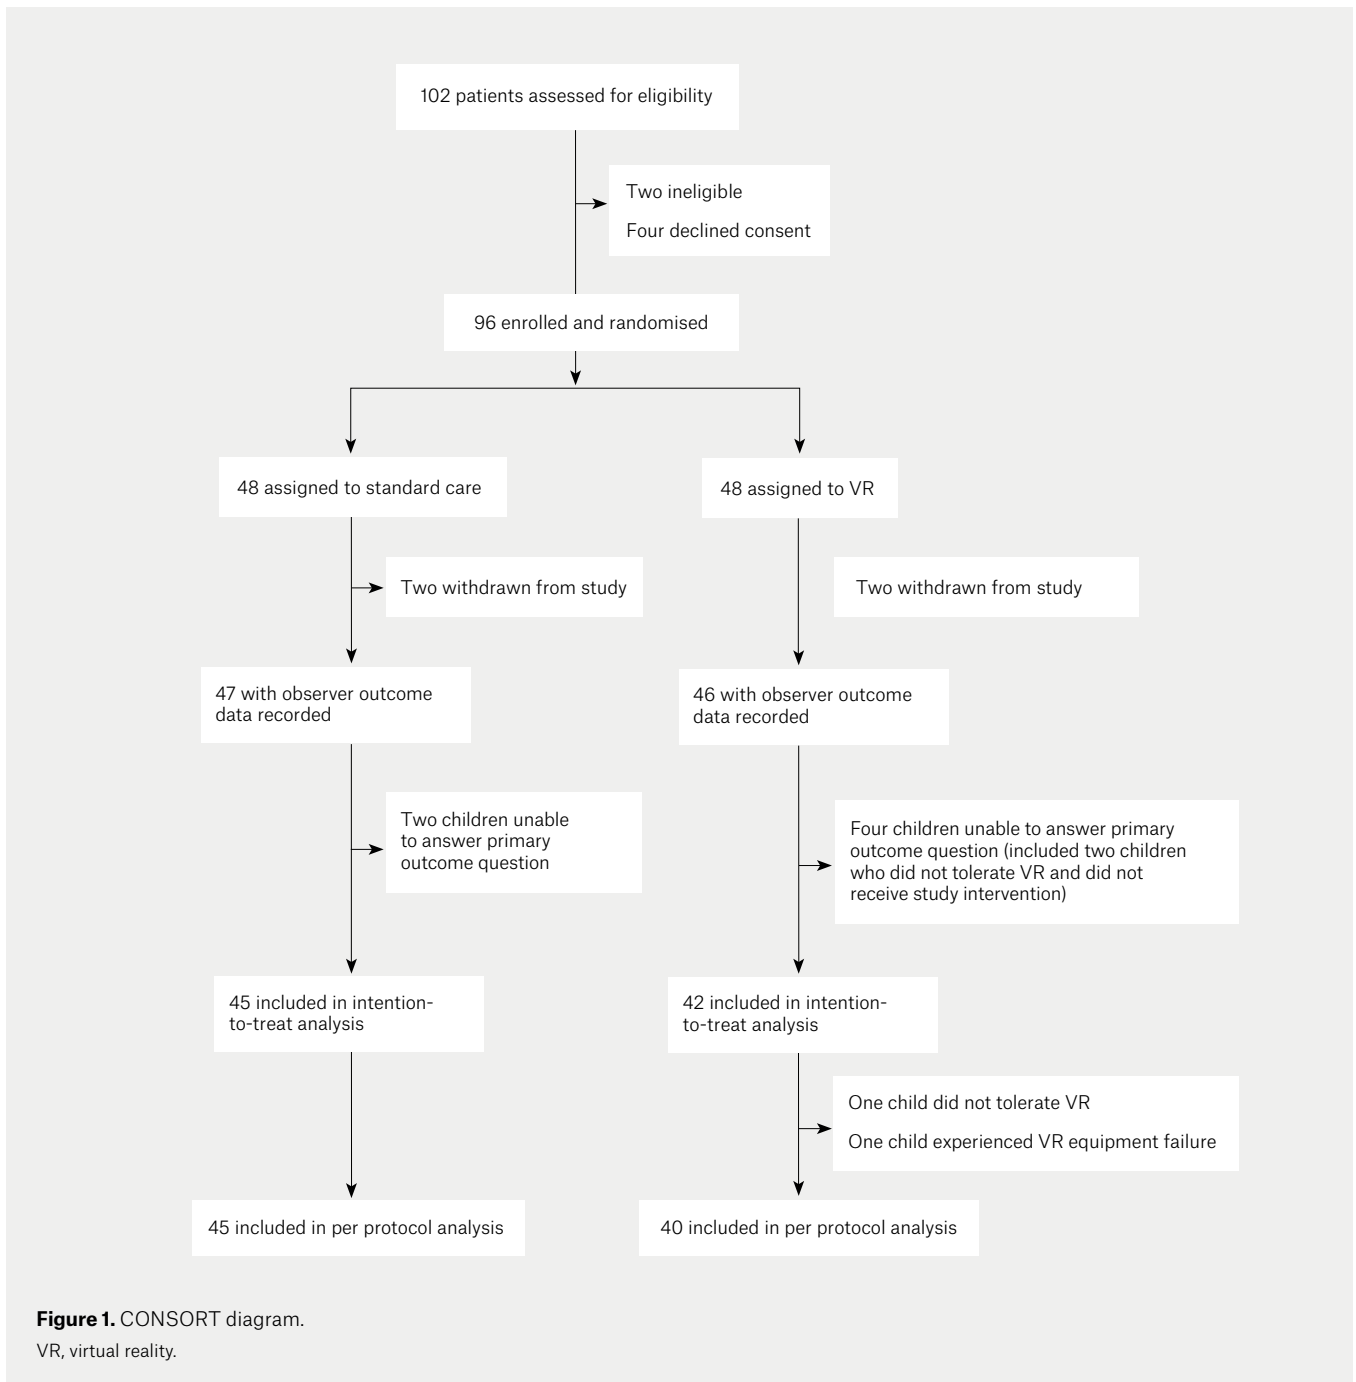 102 patients assessed for eligibility
Two ineligible
Four declined consent
96 enrolled and randomised
48 assigned to standard care
48 assigned to VR
Two withdrawn from study
Two withdrawn from study
47 with observer outcome
data recorded
46 with observer outcome
data recorded
Two children unable
to answer primary
outcome question
Four children unable to answer primary
outcome question (included two children
who did not tolerate VR and did not
receive study intervention)
45 included in intention-
to-treat analysis
42 included in intention-
to-treat analysis
One child did not tolerate VR
One child experienced VR equipment failure
45 included in per protocol analysis
40 included in per protocol analysis
Figure 1. CONSORT diagram.
VR, virtual reality.